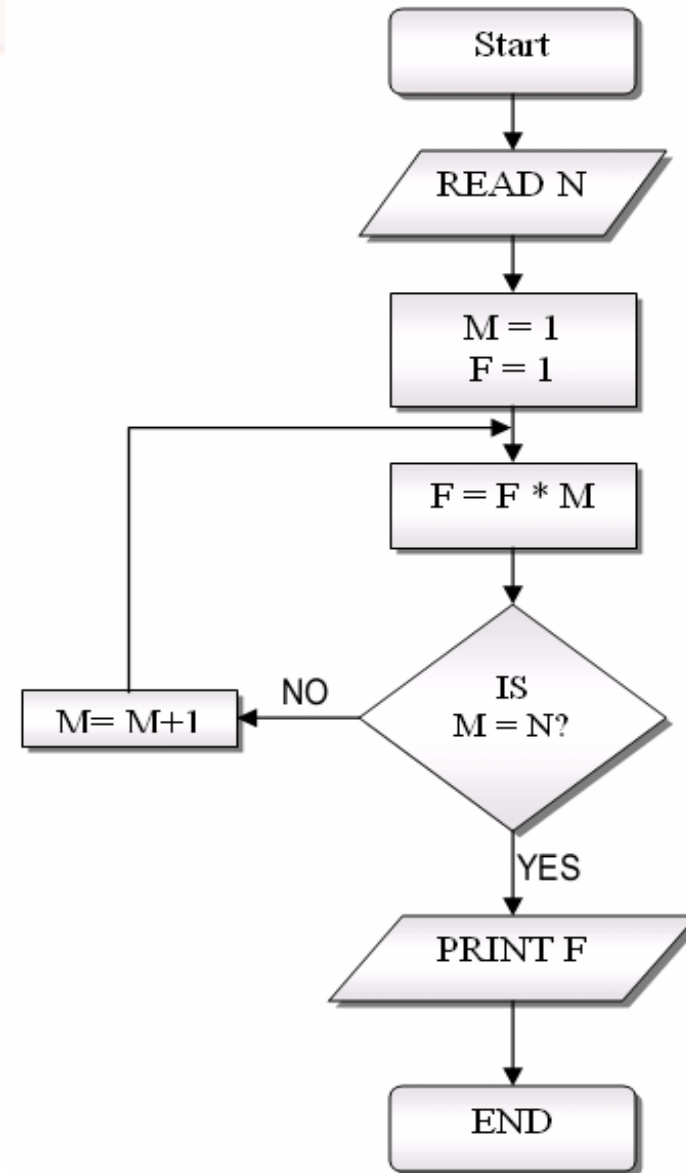 Start
READ N
M = 1
F = 1
F = F * M
IS
M = N?
NO
M= M+1
YES
PRINT F
END